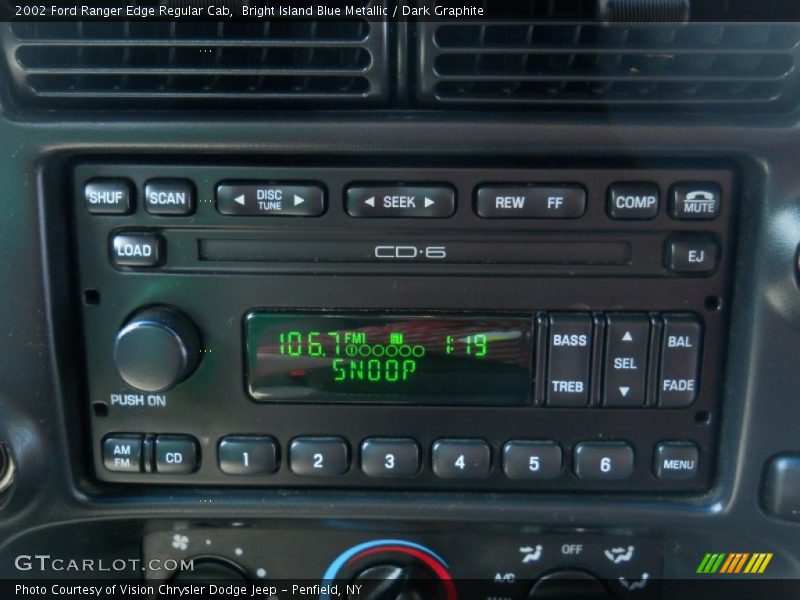 2002 Ford Ranger Edge Regular Cab, Bright Island Blue Metallic / Dark Graphite
SHUF SCAN DISC TUNE SEEK REW FF COMP MUTE
LOAD CD·6 EJ
106.7 FM1 1:19
SNOOP
BASS TREB SEL BAL FADE
PUSH ON
AM FM CD 1 2 3 4 5 6 MENU
OFF
A/C
GTCARLOT.COM
Photo Courtesy of Vision Chrysler Dodge Jeep - Penfield, NY